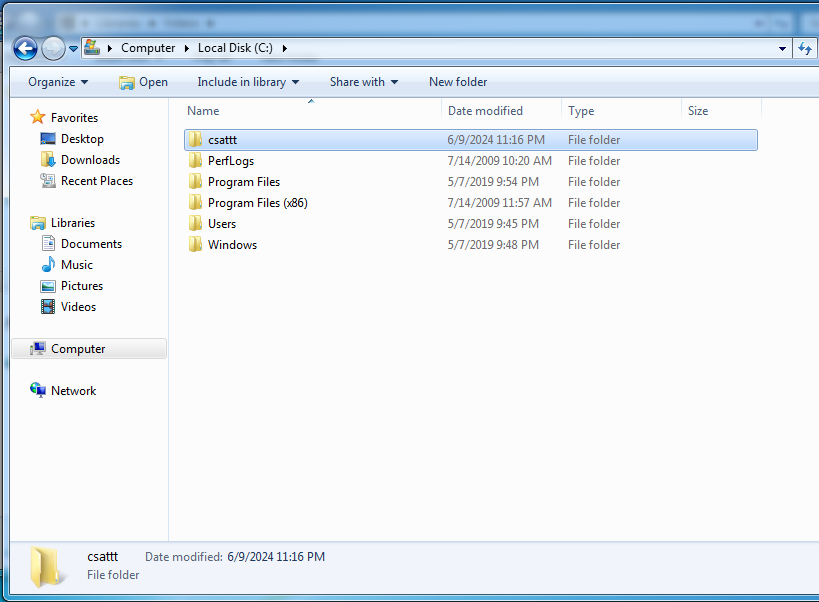 Computer Local Disk (C:)
Organize Open Include in library Share with New folder
Favorites
Desktop
Downloads
Recent Places
Libraries
Documents
Music
Pictures
Videos
Computer
Network
Name Date modified Type Size
csattt 6/9/2024 11:16 PM File folder
PerfLogs 7/14/2009 10:20 AM File folder
Program Files 5/7/2019 9:54 PM File folder
Program Files (x86) 7/14/2009 11:57 AM File folder
Users 5/7/2019 9:45 PM File folder
Windows 5/7/2019 9:48 PM File folder
csattt Date modified: 6/9/2024 11:16 PM
File folder